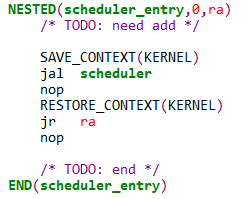 NESTED(scheduler_entry,0,ra)
/* TODO: need add */
SAVE_CONTEXT(KERNEL)
jal scheduler
nop
RESTORE_CONTEXT(KERNEL)
jr ra
nop
/* TODO: end */
END(scheduler_entry)